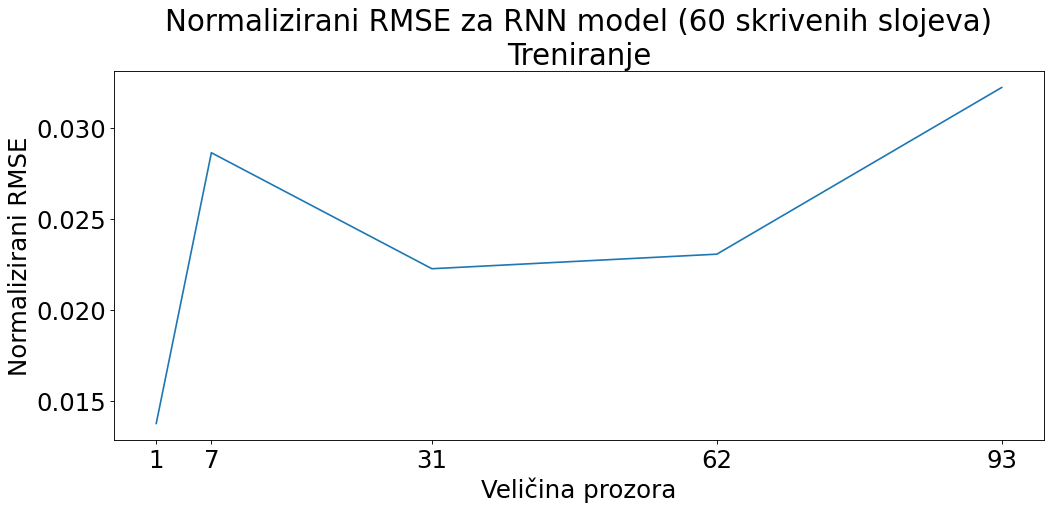 Normalizirani RMSE za RNN model (60 skrivenih slojeva)
Treniranje
Normalizirani RMSE
0.030
0.025
0.020
0.015
1 7 31 62 93
Veličina prozora